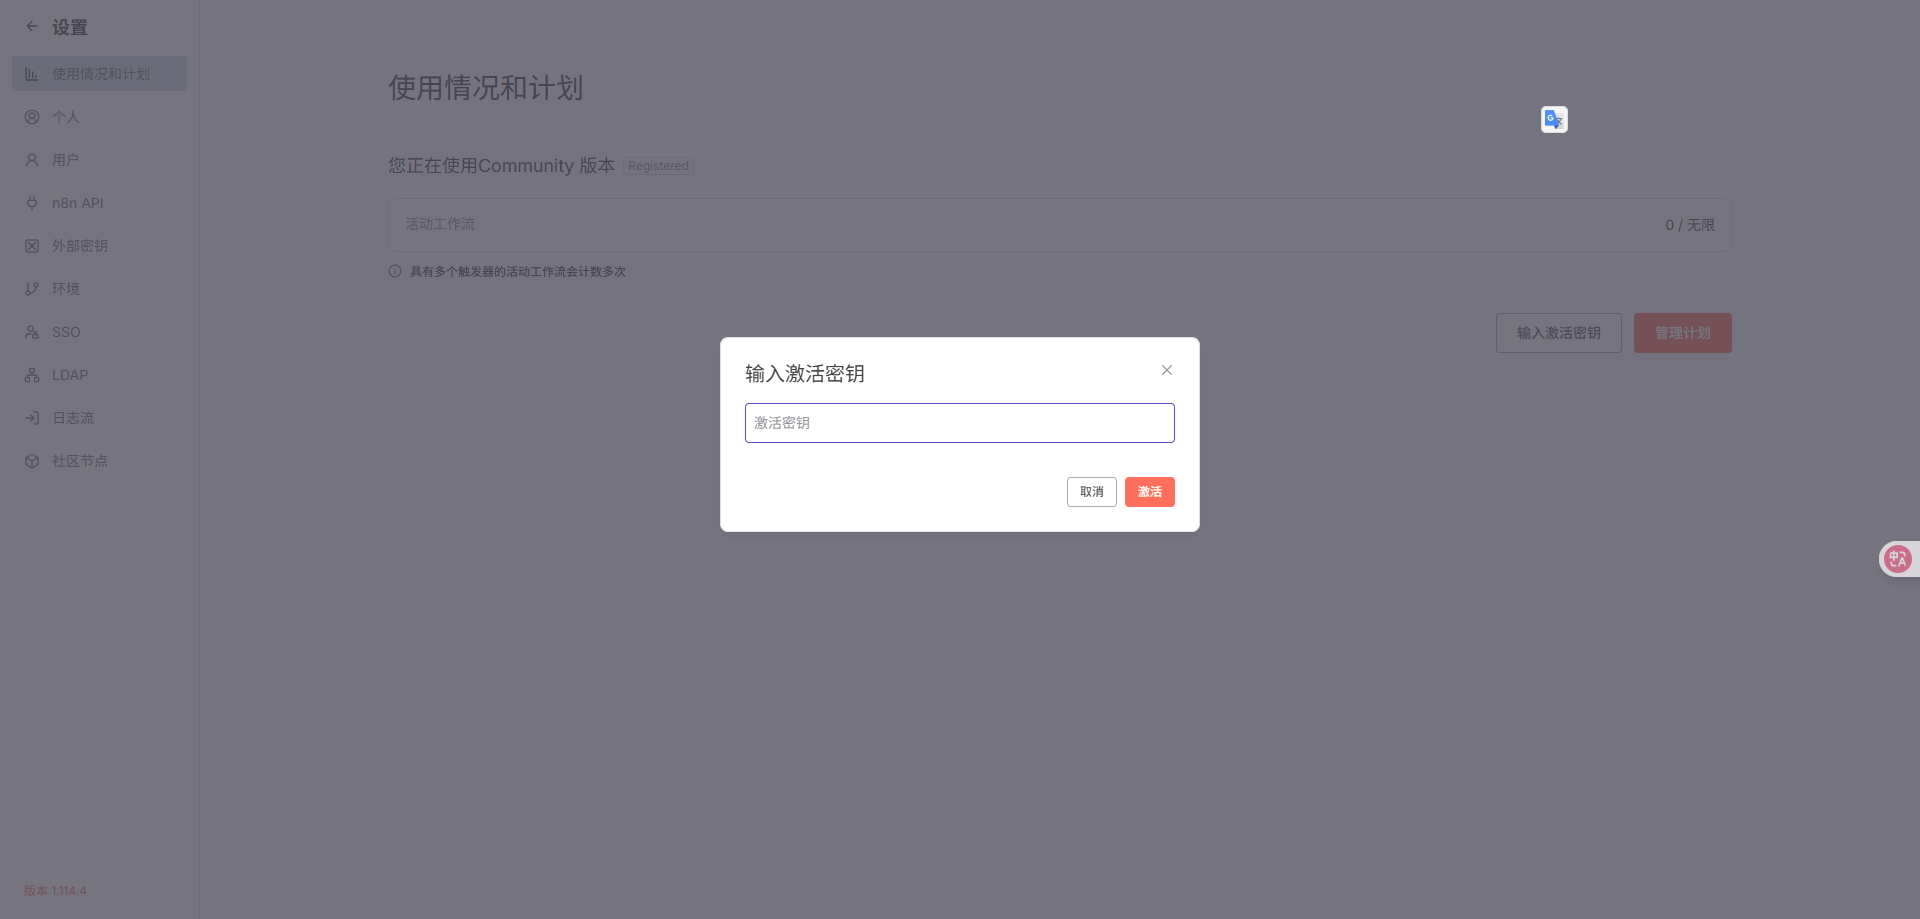 设置
使用情况和计划
个人
用户
n8n API
外部密钥
环境
SSO
LDAP
日志流
社区节点
版本 1.114.4
使用情况和计划
您正在使用Community 版本 Registered
活动工作流 0 / 无限
具有多个触发器的活动工作流会计数多次
输入激活密钥 管理计划
输入激活密钥
激活密钥
取消 激活